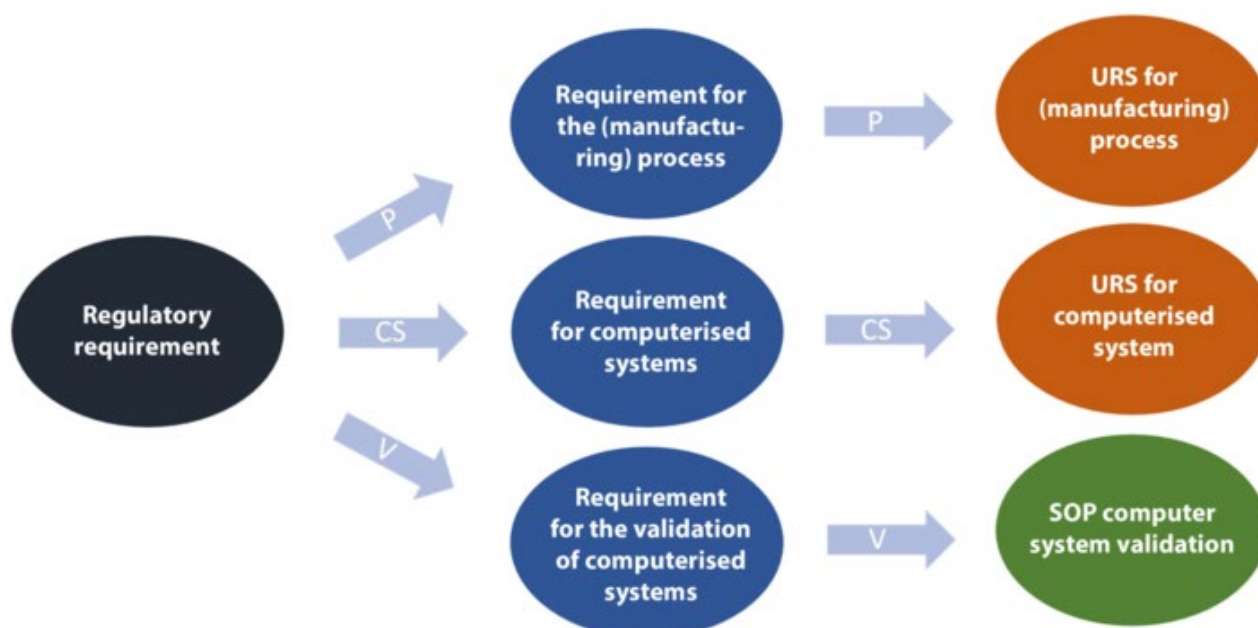 Regulatory
requirement
P
CS
V
Requirement for
the (manufactu-
ring) process
Requirement
for computerised
systems
Requirement
for the validation
of computerised
systems
P
CS
V
URS for
(manufacturing)
process
URS for
computerised
system
SOP computer
system validation